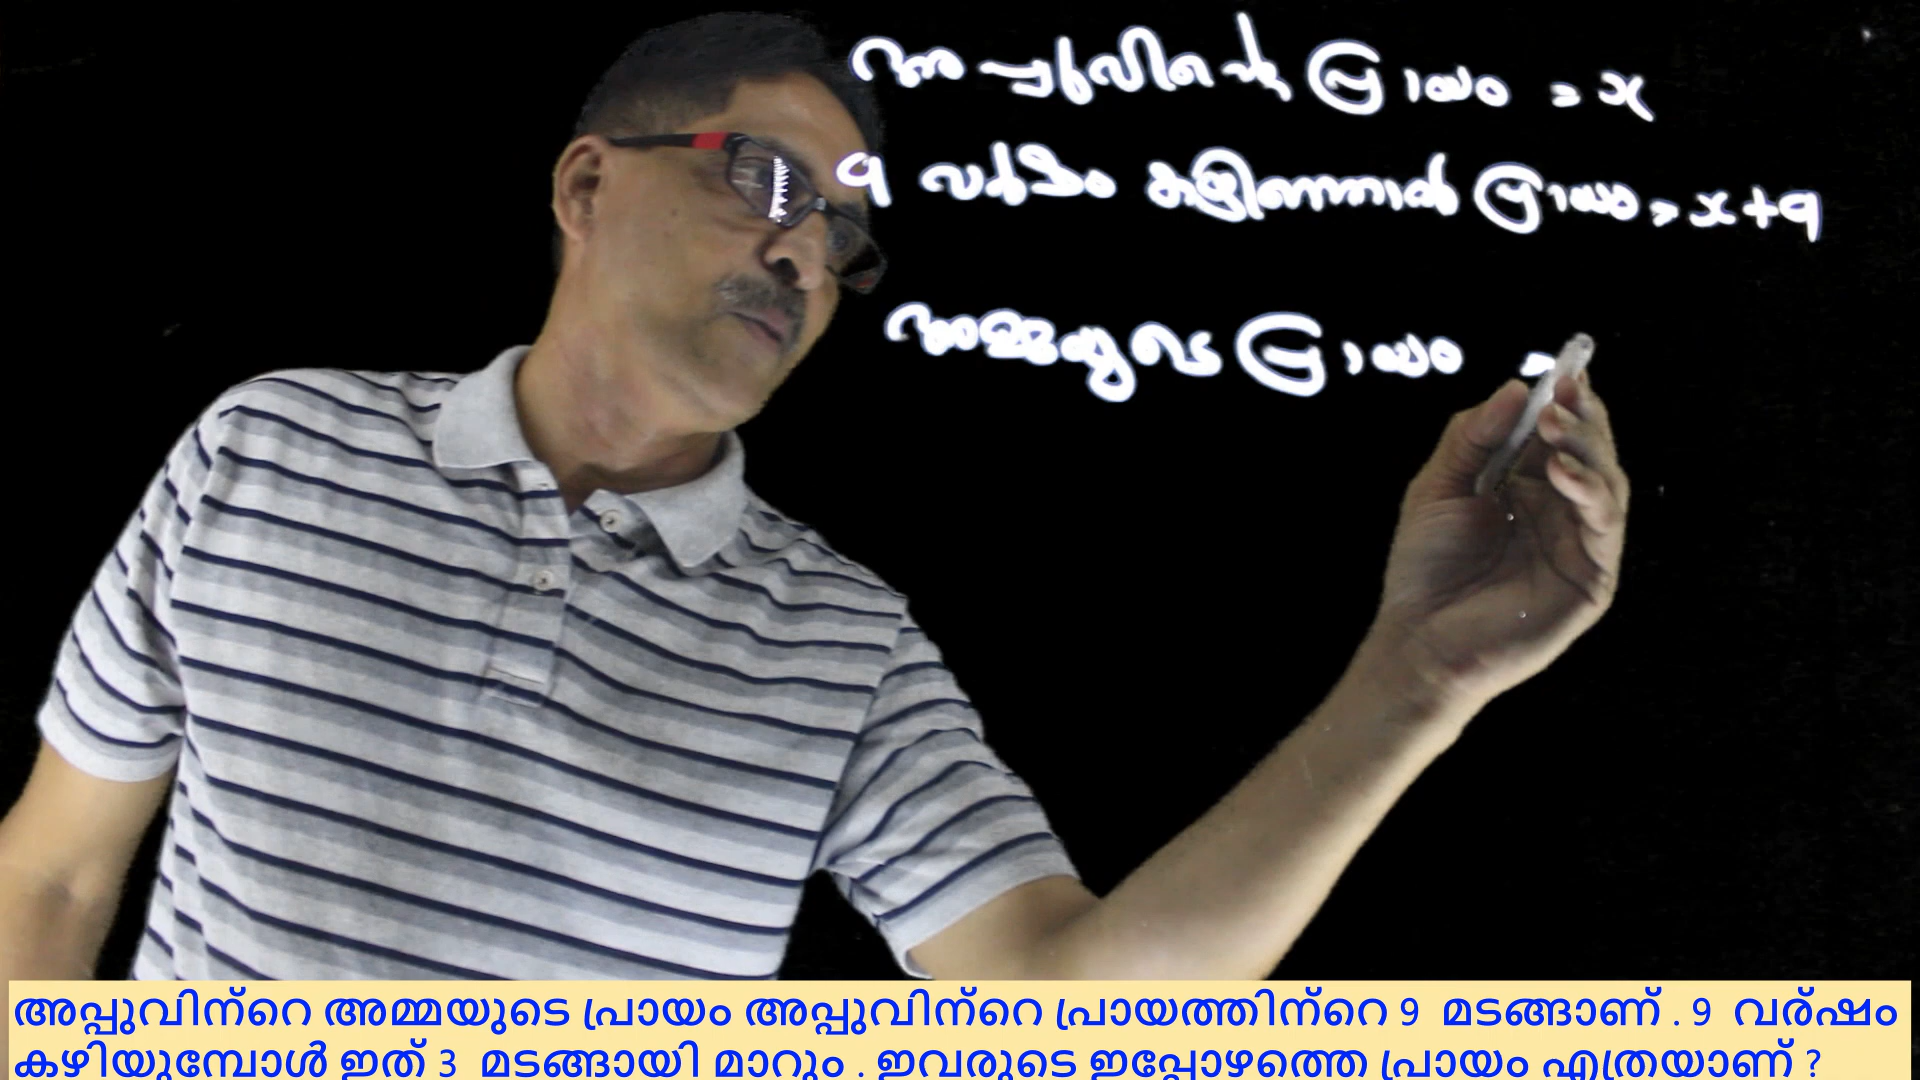 അപ്പുവിന്റെ പ്രായം = x
9 വർഷം കഴിഞ്ഞാൽ പ്രായം = x+9
അമ്മയുടെ പ്രായം =
അപ്പുവിന്റെ അമ്മയുടെ പ്രായം അപ്പുവിന്റെ പ്രായത്തിന്റെ 9 മടങ്ങാണ് . 9 വര്ഷം
കഴിയുമ്പോൾ ഇത് 3 മടങ്ങായി മാറും . ഇവരുടെ ഇപ്പോഴത്തെ പ്രായം എത്രയാണ് ?